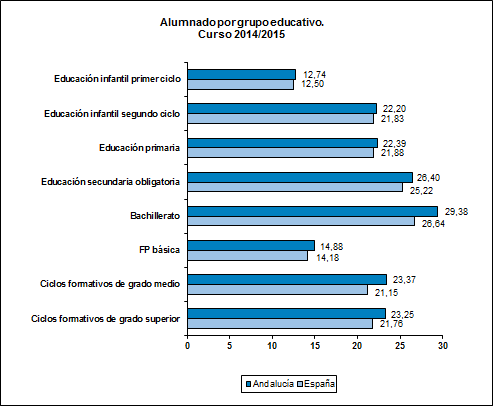 Alumnado por grupo educativo.
Curso 2014/2015
Educación infantil primer ciclo
12,74
12,50
Educación infantil segundo ciclo
22,20
21,83
Educación primaria
22,39
21,88
Educación secundaria obligatoria
26,40
25,22
Bachillerato
29,38
26,64
FP básica
14,88
14,18
Ciclos formativos de grado medio
23,37
21,15
Ciclos formativos de grado superior
23,25
21,76
0 5 10 15 20 25 30
Andalucía España